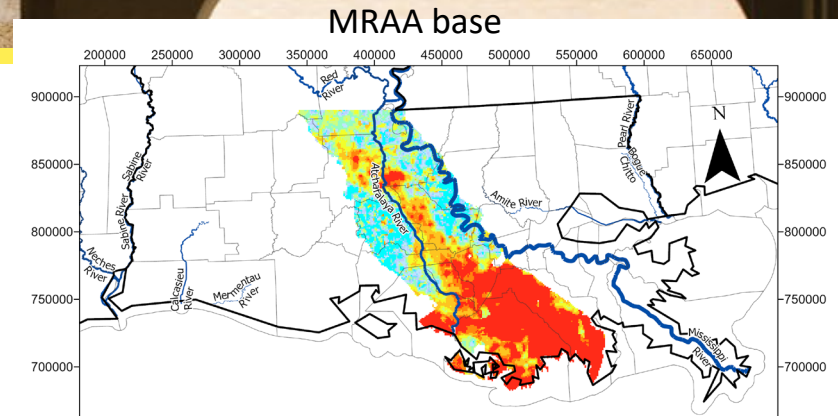 MRAA base
200000 250000 300000 350000 400000 450000 500000 550000 600000 650000
900000 900000
850000 850000
800000 800000
750000 750000
700000 700000
N
Red
River
Sabine
River
Sabine River
Neches
River
Calcasieu
River
Mermentau
River
Atchafalaya River
Amite River
Pearl River
Bogue
Chitto
Mississippi
River